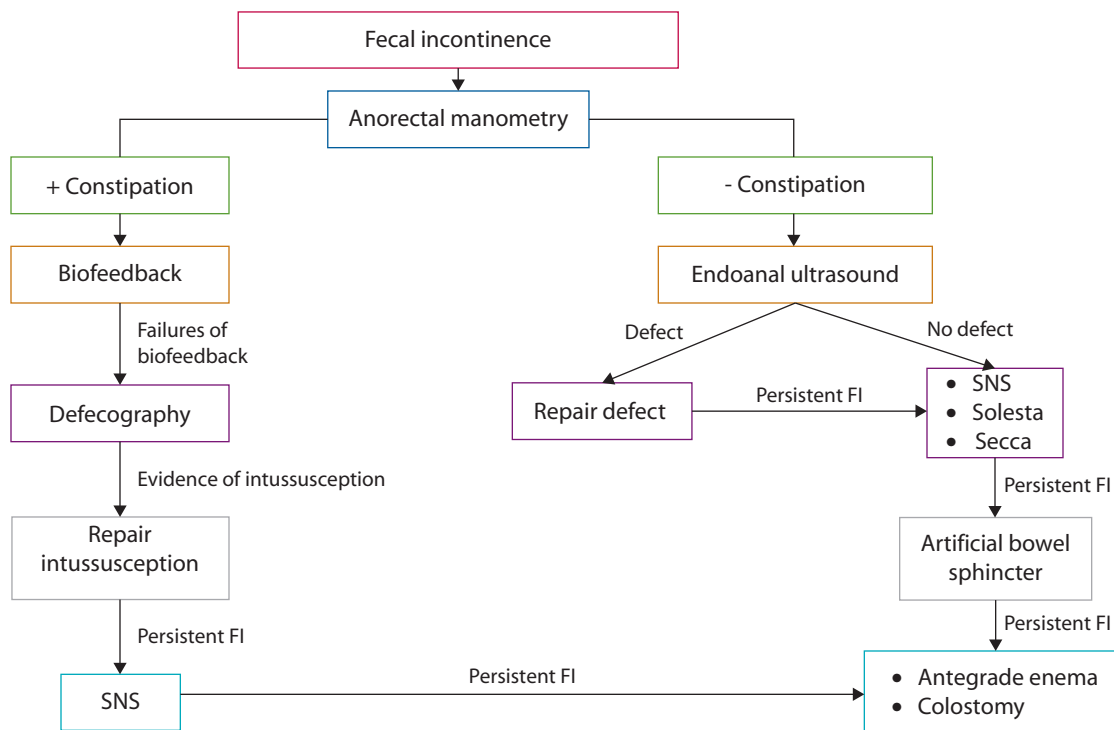 Fecal incontinence
Anorectal manometry
+ Constipation
- Constipation
Biofeedback
Endoanal ultrasound
Failures of
biofeedback
Defect
No defect
Defecography
Repair defect
Persistent FI
• SNS
• Solesta
• Secca
Evidence of intussusception
Persistent FI
Repair
intussusception
Artificial bowel
sphincter
Persistent FI
Persistent FI
SNS
Persistent FI
• Antegrade enema
• Colostomy